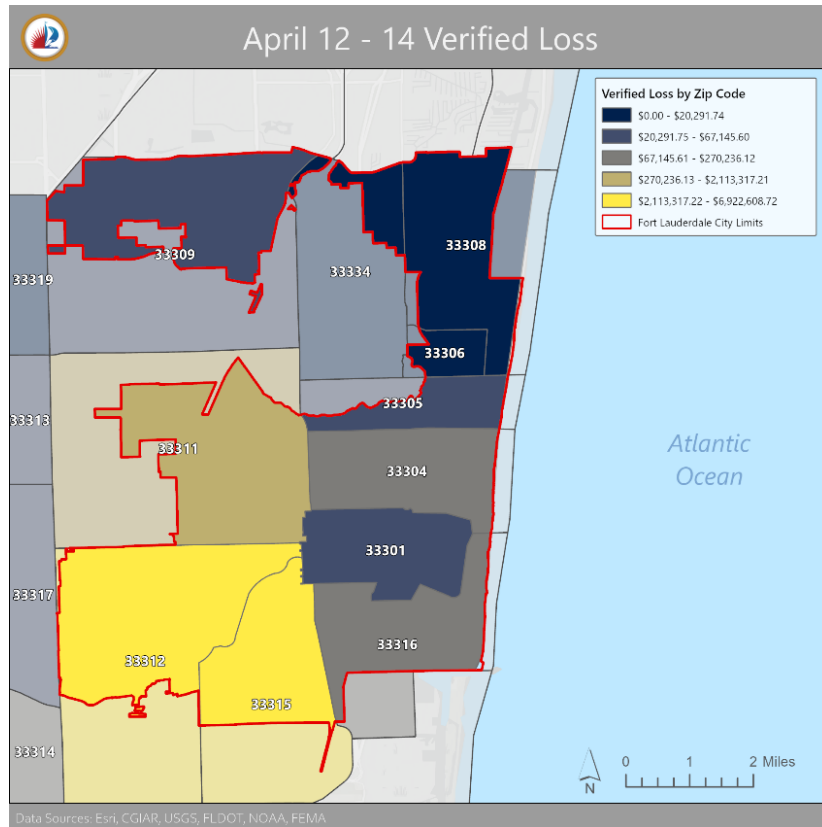 April 12 - 14 Verified Loss
Verified Loss by Zip Code
$0.00 - $20,291.74
$20,291.75 - $67,145.60
$67,145.61 - $270,236.12
$270,236.13 - $2,113,317.21
$2,113,317.22 - $6,922,608.72
Fort Lauderdale City Limits
33308
33309
33334
33319
33306
33305
33313
33311
33304
Atlantic
Ocean
33301
33317
33316
33312
33315
33314
0 1 2 Miles
N
Data Sources: Esri, CGIAR, USGS, FLDOT, NOAA, FEMA